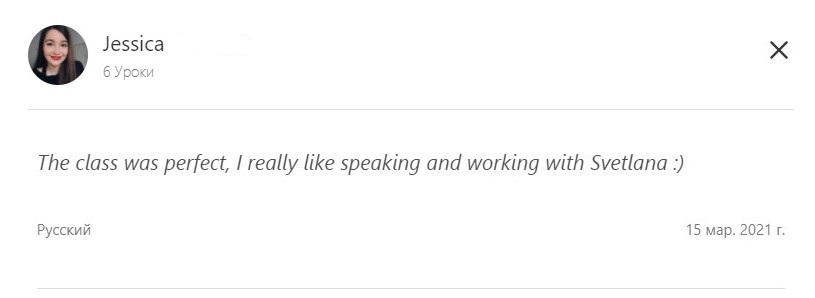 Jessica
6 Уроки
The class was perfect, I really like speaking and working with Svetlana :)
Русский
15 мар. 2021 г.